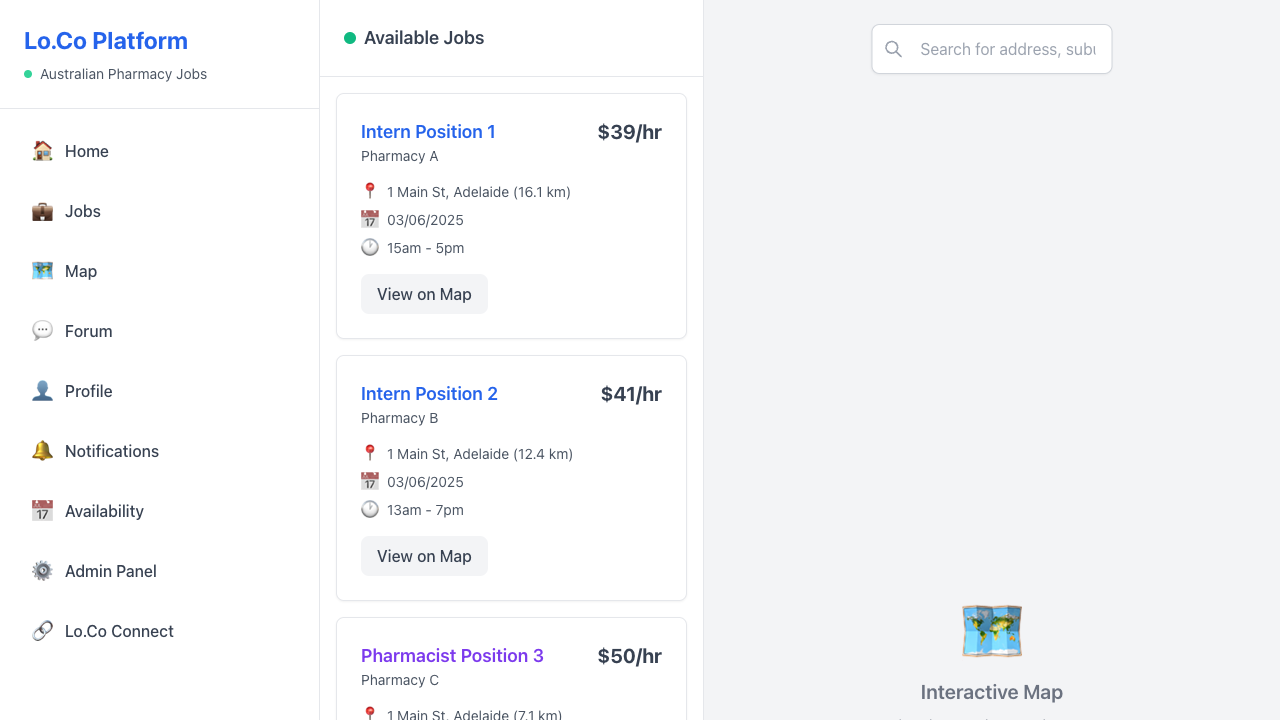 Lo.Co Platform
Australian Pharmacy Jobs
Home
Jobs
Map
Forum
Profile
Notifications
Availability
Admin Panel
Lo.Co Connect
Available Jobs
Intern Position 1
$39/hr
Pharmacy A
1 Main St, Adelaide (16.1 km)
03/06/2025
15am - 5pm
View on Map
Intern Position 2
$41/hr
Pharmacy B
1 Main St, Adelaide (12.4 km)
03/06/2025
13am - 7pm
View on Map
Pharmacist Position 3
$50/hr
Pharmacy C
1 Main St, Adelaide (7.1 km)
Search for address, subu
Interactive Map